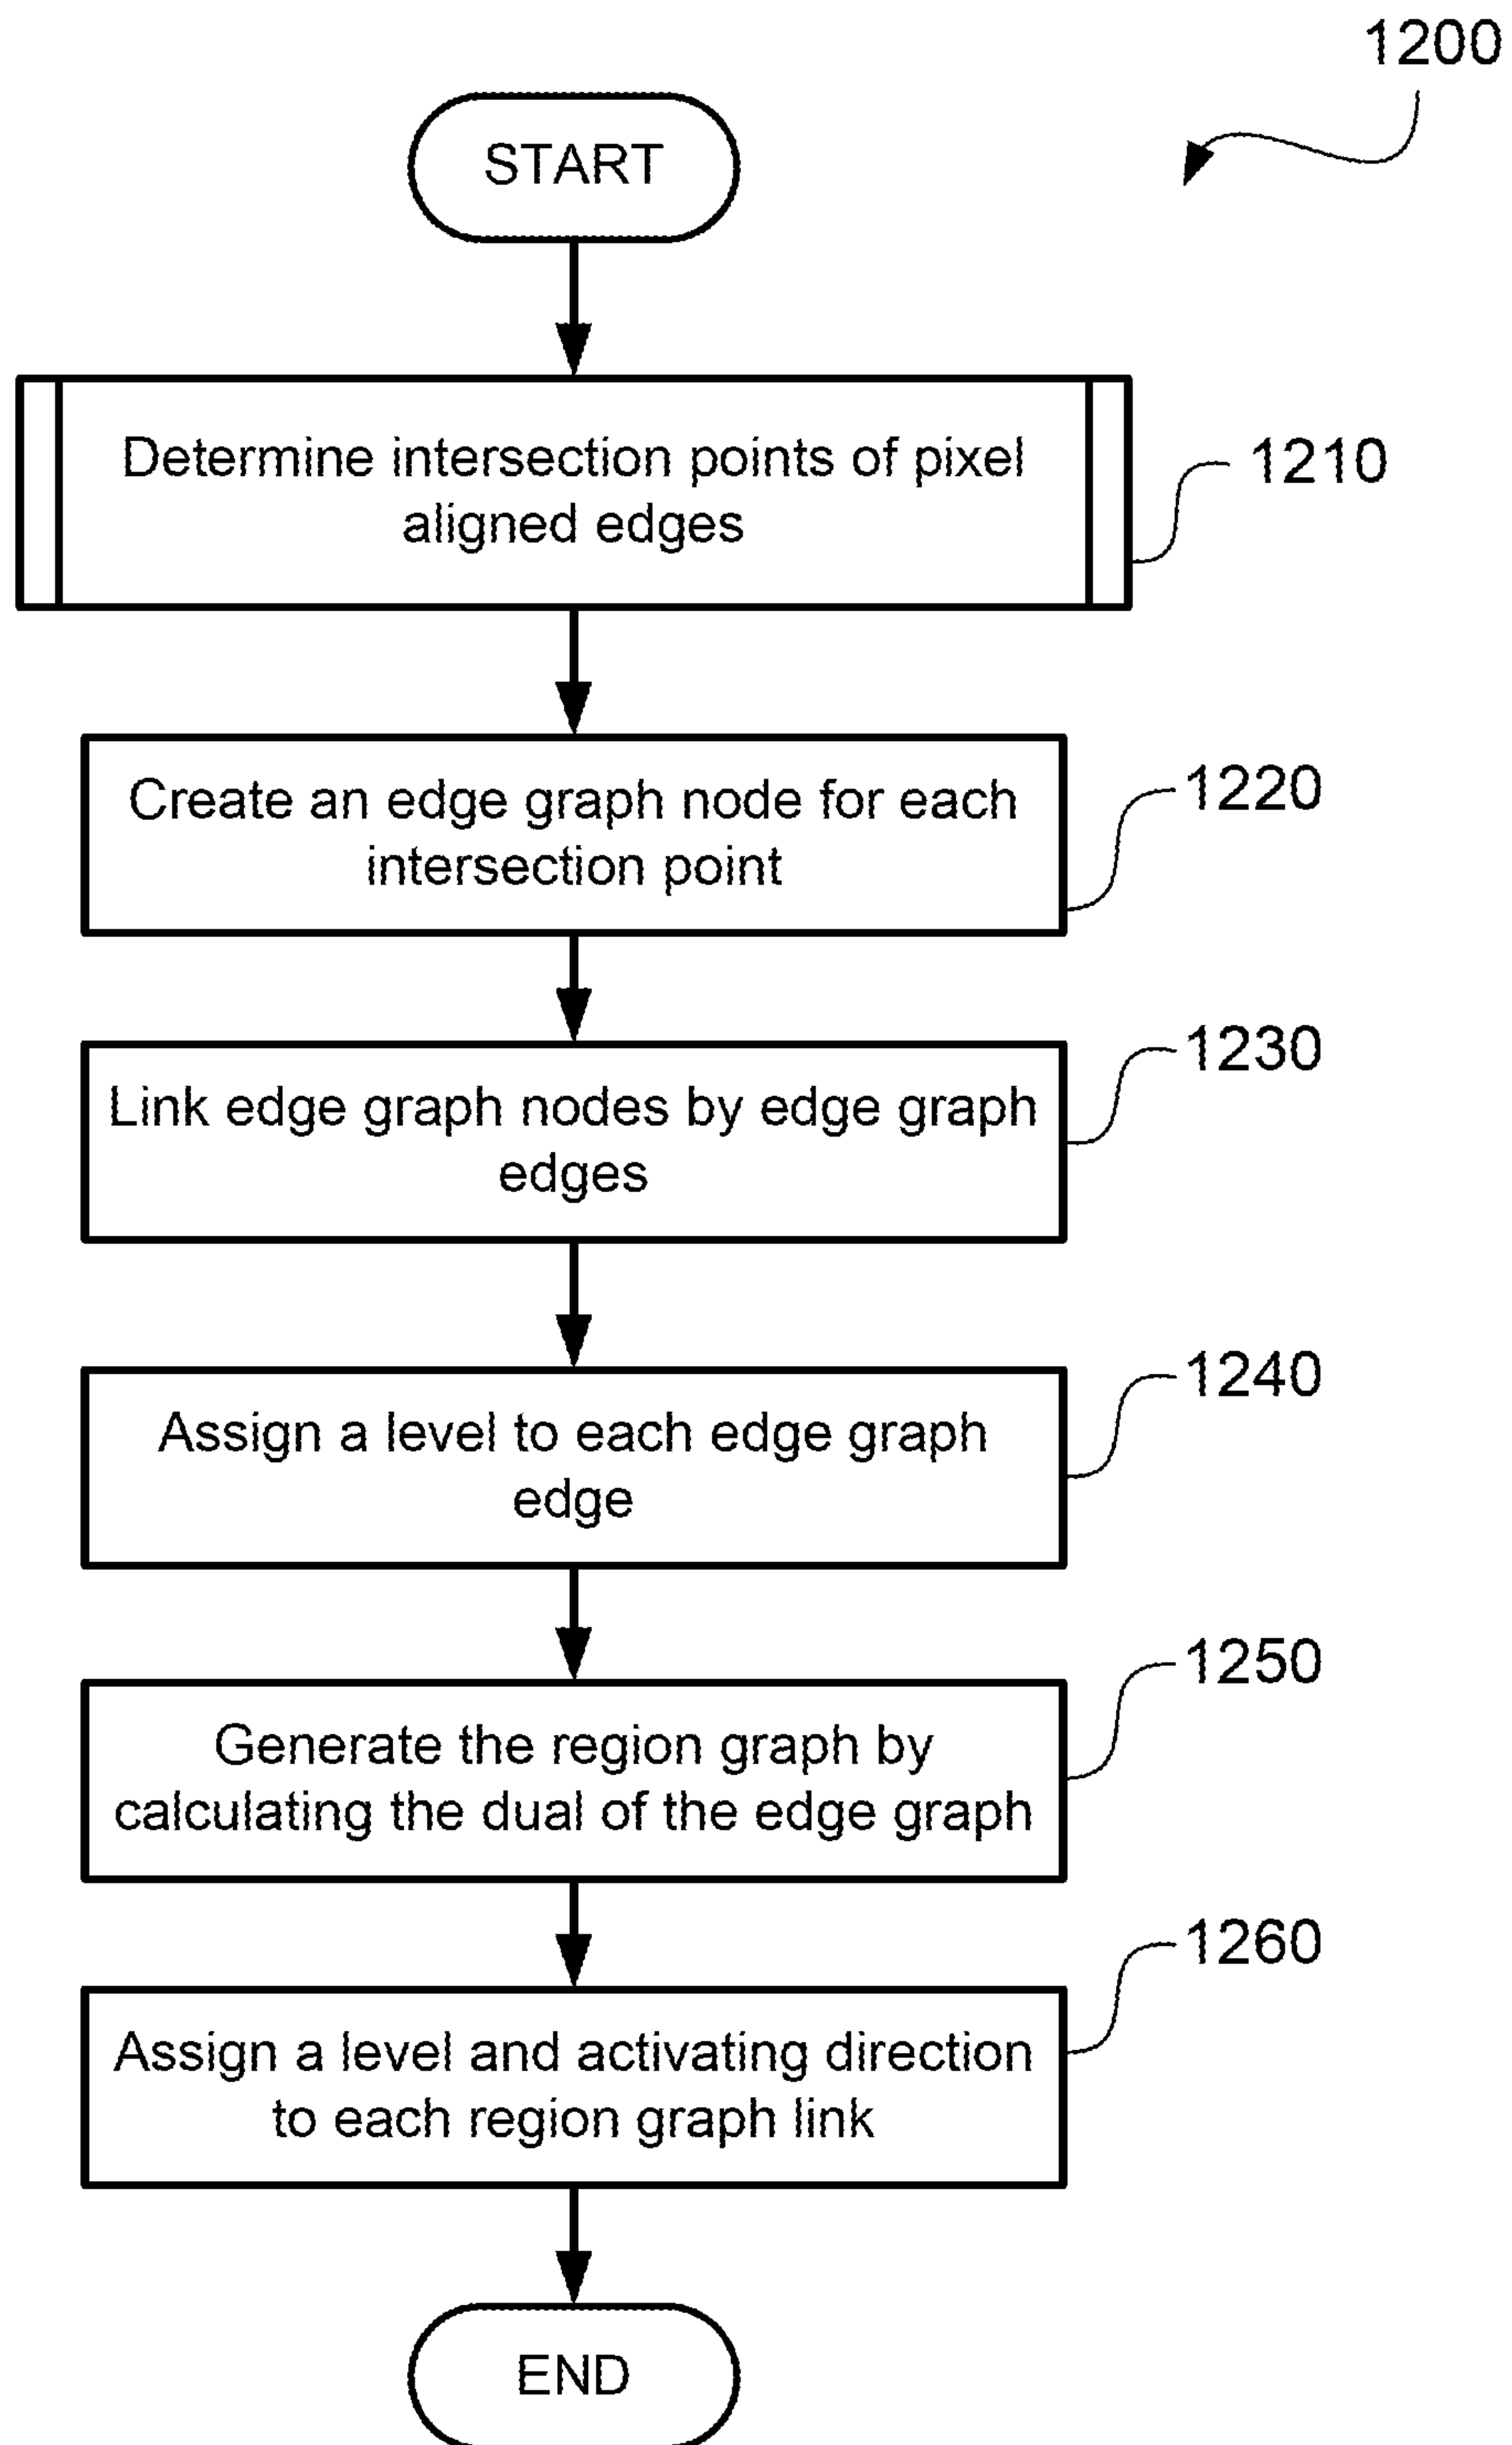 1200
START
Determine intersection points of pixel
aligned edges
1210
Create an edge graph node for each
intersection point
1220
Link edge graph nodes by edge graph
edges
1230
Assign a level to each edge graph
edge
1240
Generate the region graph by
calculating the dual of the edge graph
1250
Assign a level and activating direction
to each region graph link
1260
END